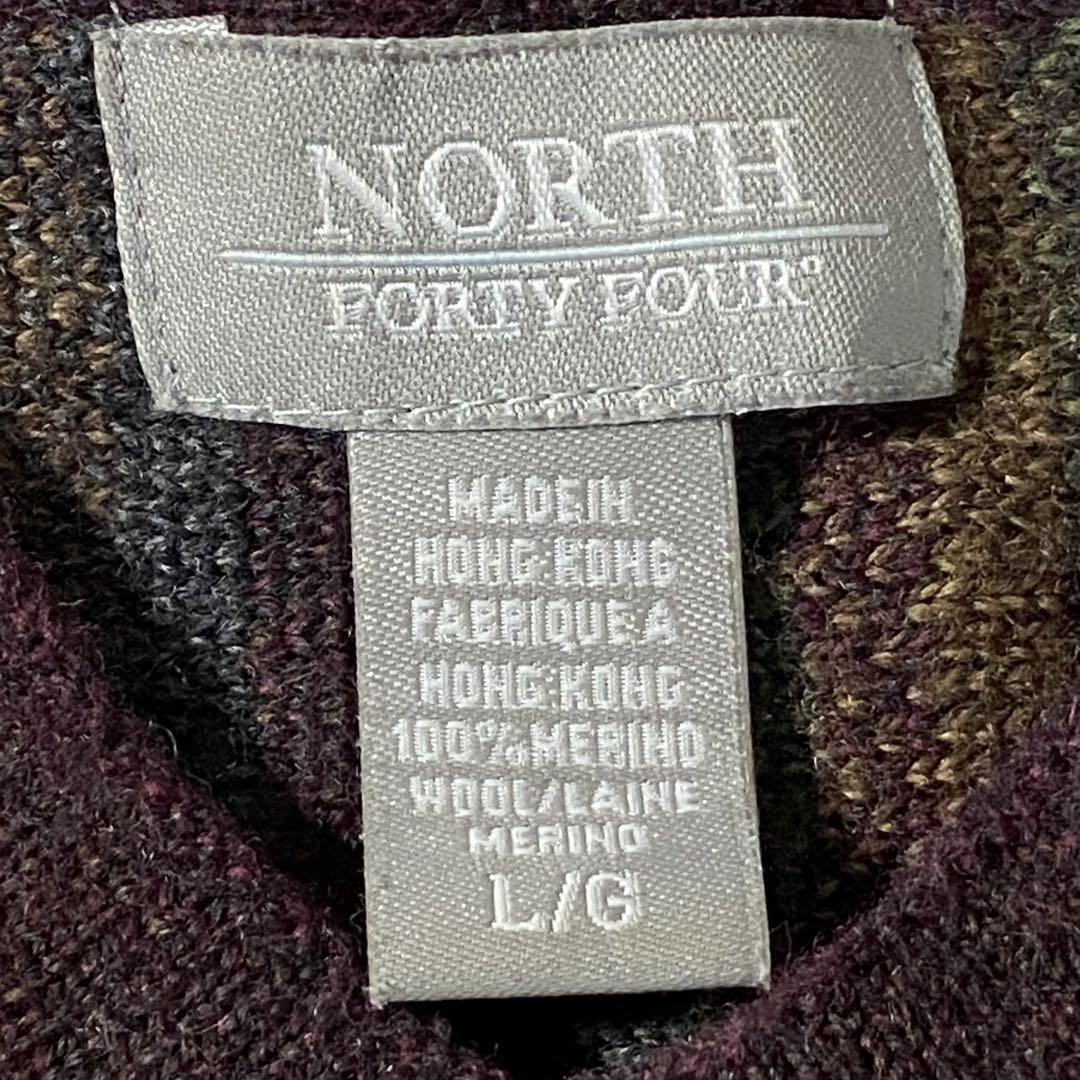 NORTH
FORTY FOUR°
MADE IN
HONG KONG
FABRIQUE A
HONG KONG
100% MERINO
WOOL/LAINE
MERINO
L/G